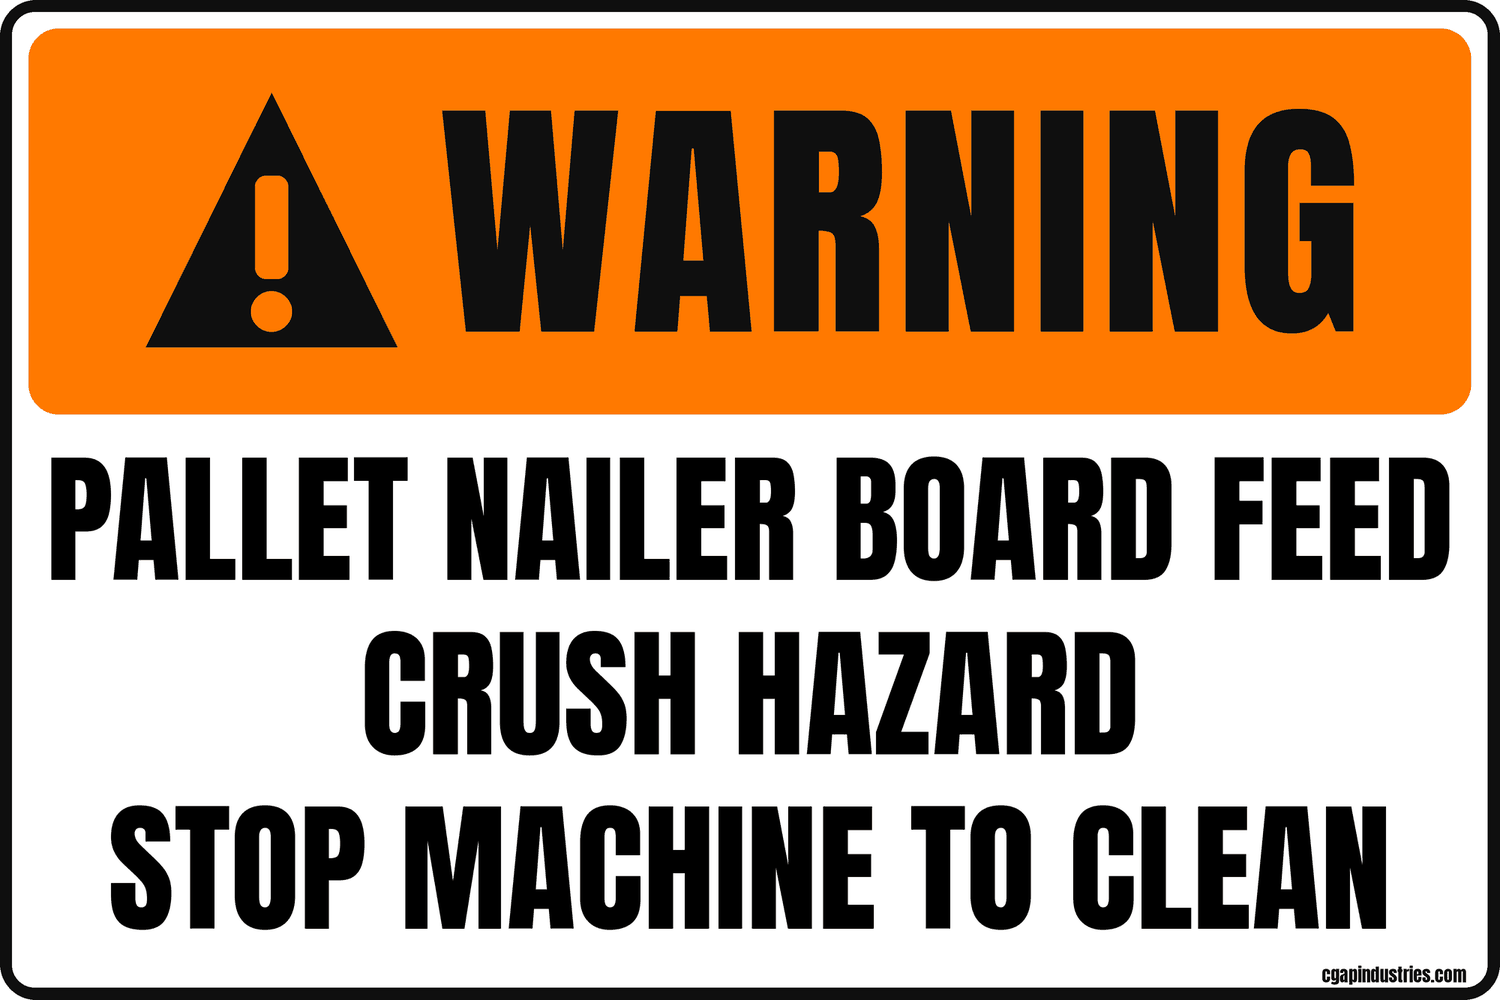 WARNING
PALLET NAILER BOARD FEED
CRUSH HAZARD
STOP MACHINE TO CLEAN
cgapindustries.com